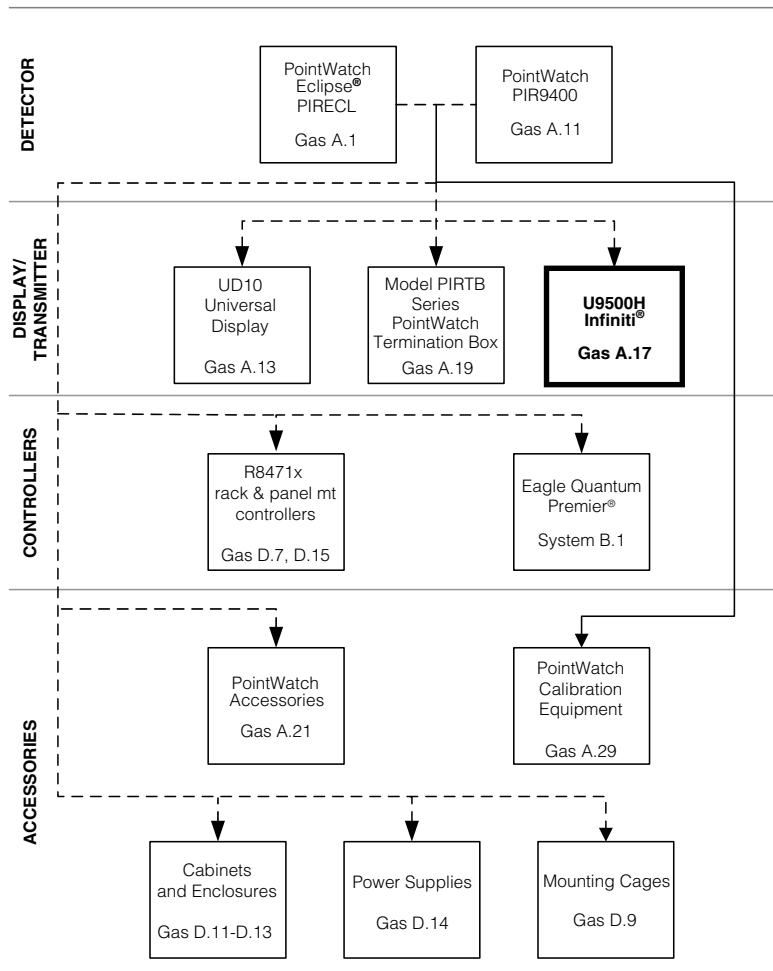 DETECTOR
PointWatch
Eclipse®
PIRECL
Gas A.1
PointWatch
PIR9400
Gas A.11
DISPLAY/
TRANSMITTER
UD10
Universal
Display
Gas A.13
Model PIRTB
Series
PointWatch
Termination Box
Gas A.19
U9500H
Infiniti®
Gas A.17
CONTROLLERS
R8471x
rack & panel mt
controllers
Gas D.7, D.15
Eagle Quantum
Premier®
System B.1
ACCESSORIES
PointWatch
Accessories
Gas A.21
PointWatch
Calibration
Equipment
Gas A.29
Cabinets
and Enclosures
Gas D.11-D.13
Power Supplies
Gas D.14
Mounting Cages
Gas D.9